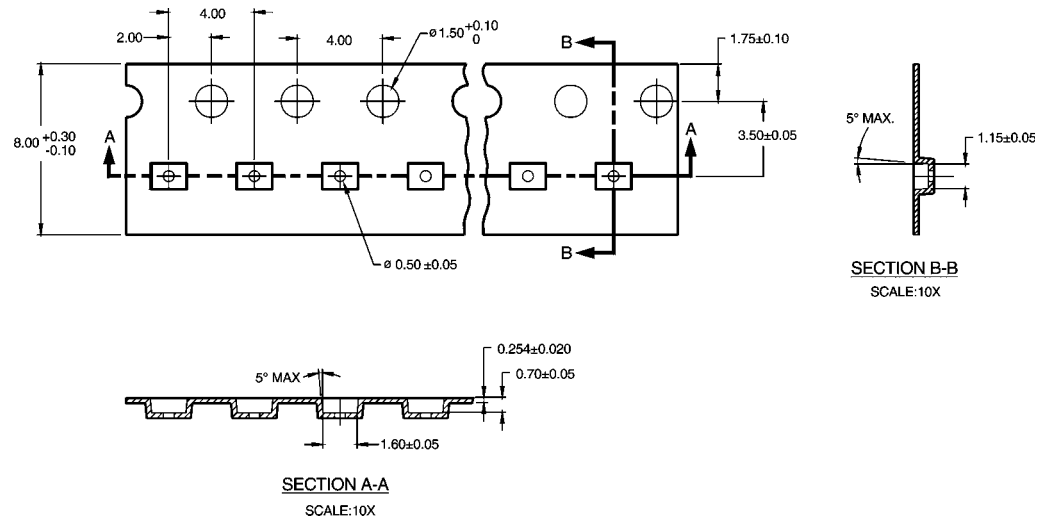 4.00
2.00
4.00
ø1.50 +0.10
0
B
1.75±0.10
8.00 +0.30
-0.10
A
A
3.50±0.05
5° MAX.
1.15±0.05
B
ø 0.50±0.05
SECTION B-B
SCALE:10X
0.254±0.020
5° MAX
0.70±0.05
1.60±0.05
SECTION A-A
SCALE:10X